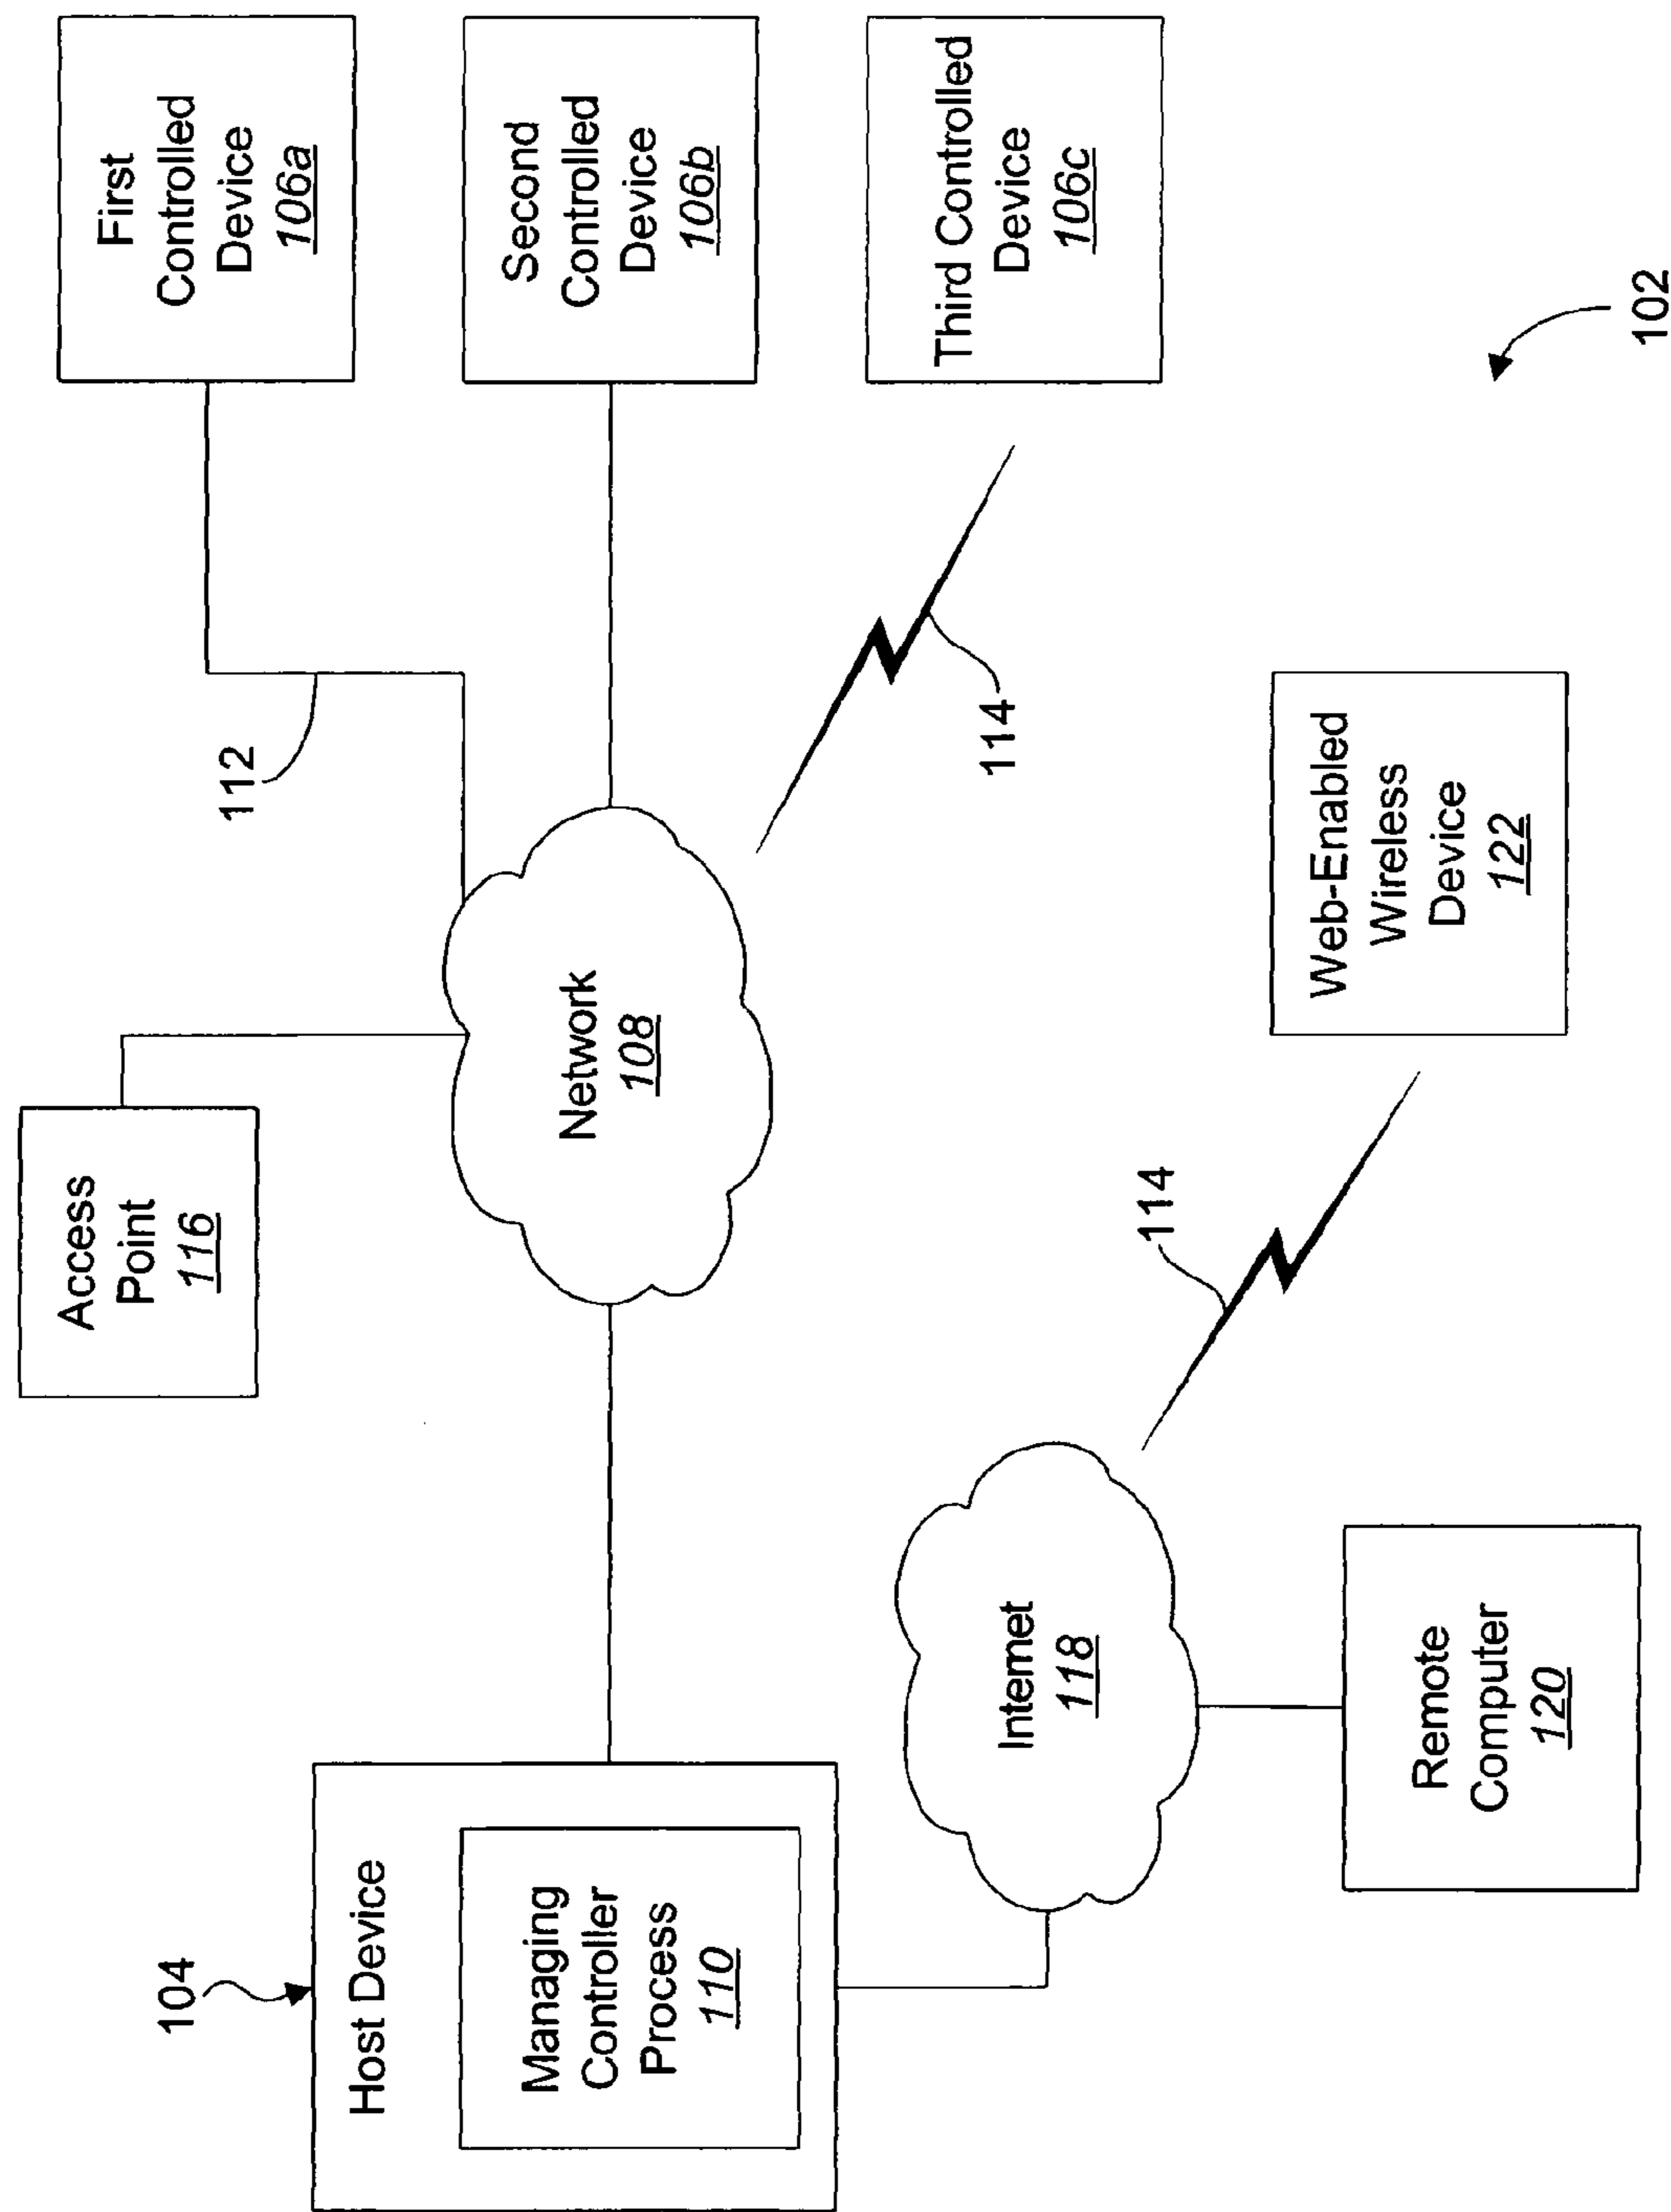 Access
Point
116
First
Controlled
Device
106a
112
104
Host Device
Managing
Controller
Process
110
Network
108
Second
Controlled
Device
106b
114
Third Controlled
Device
106c
Internet
118
114
Web-Enabled
Wireless
Device
122
Remote
Computer
120
102